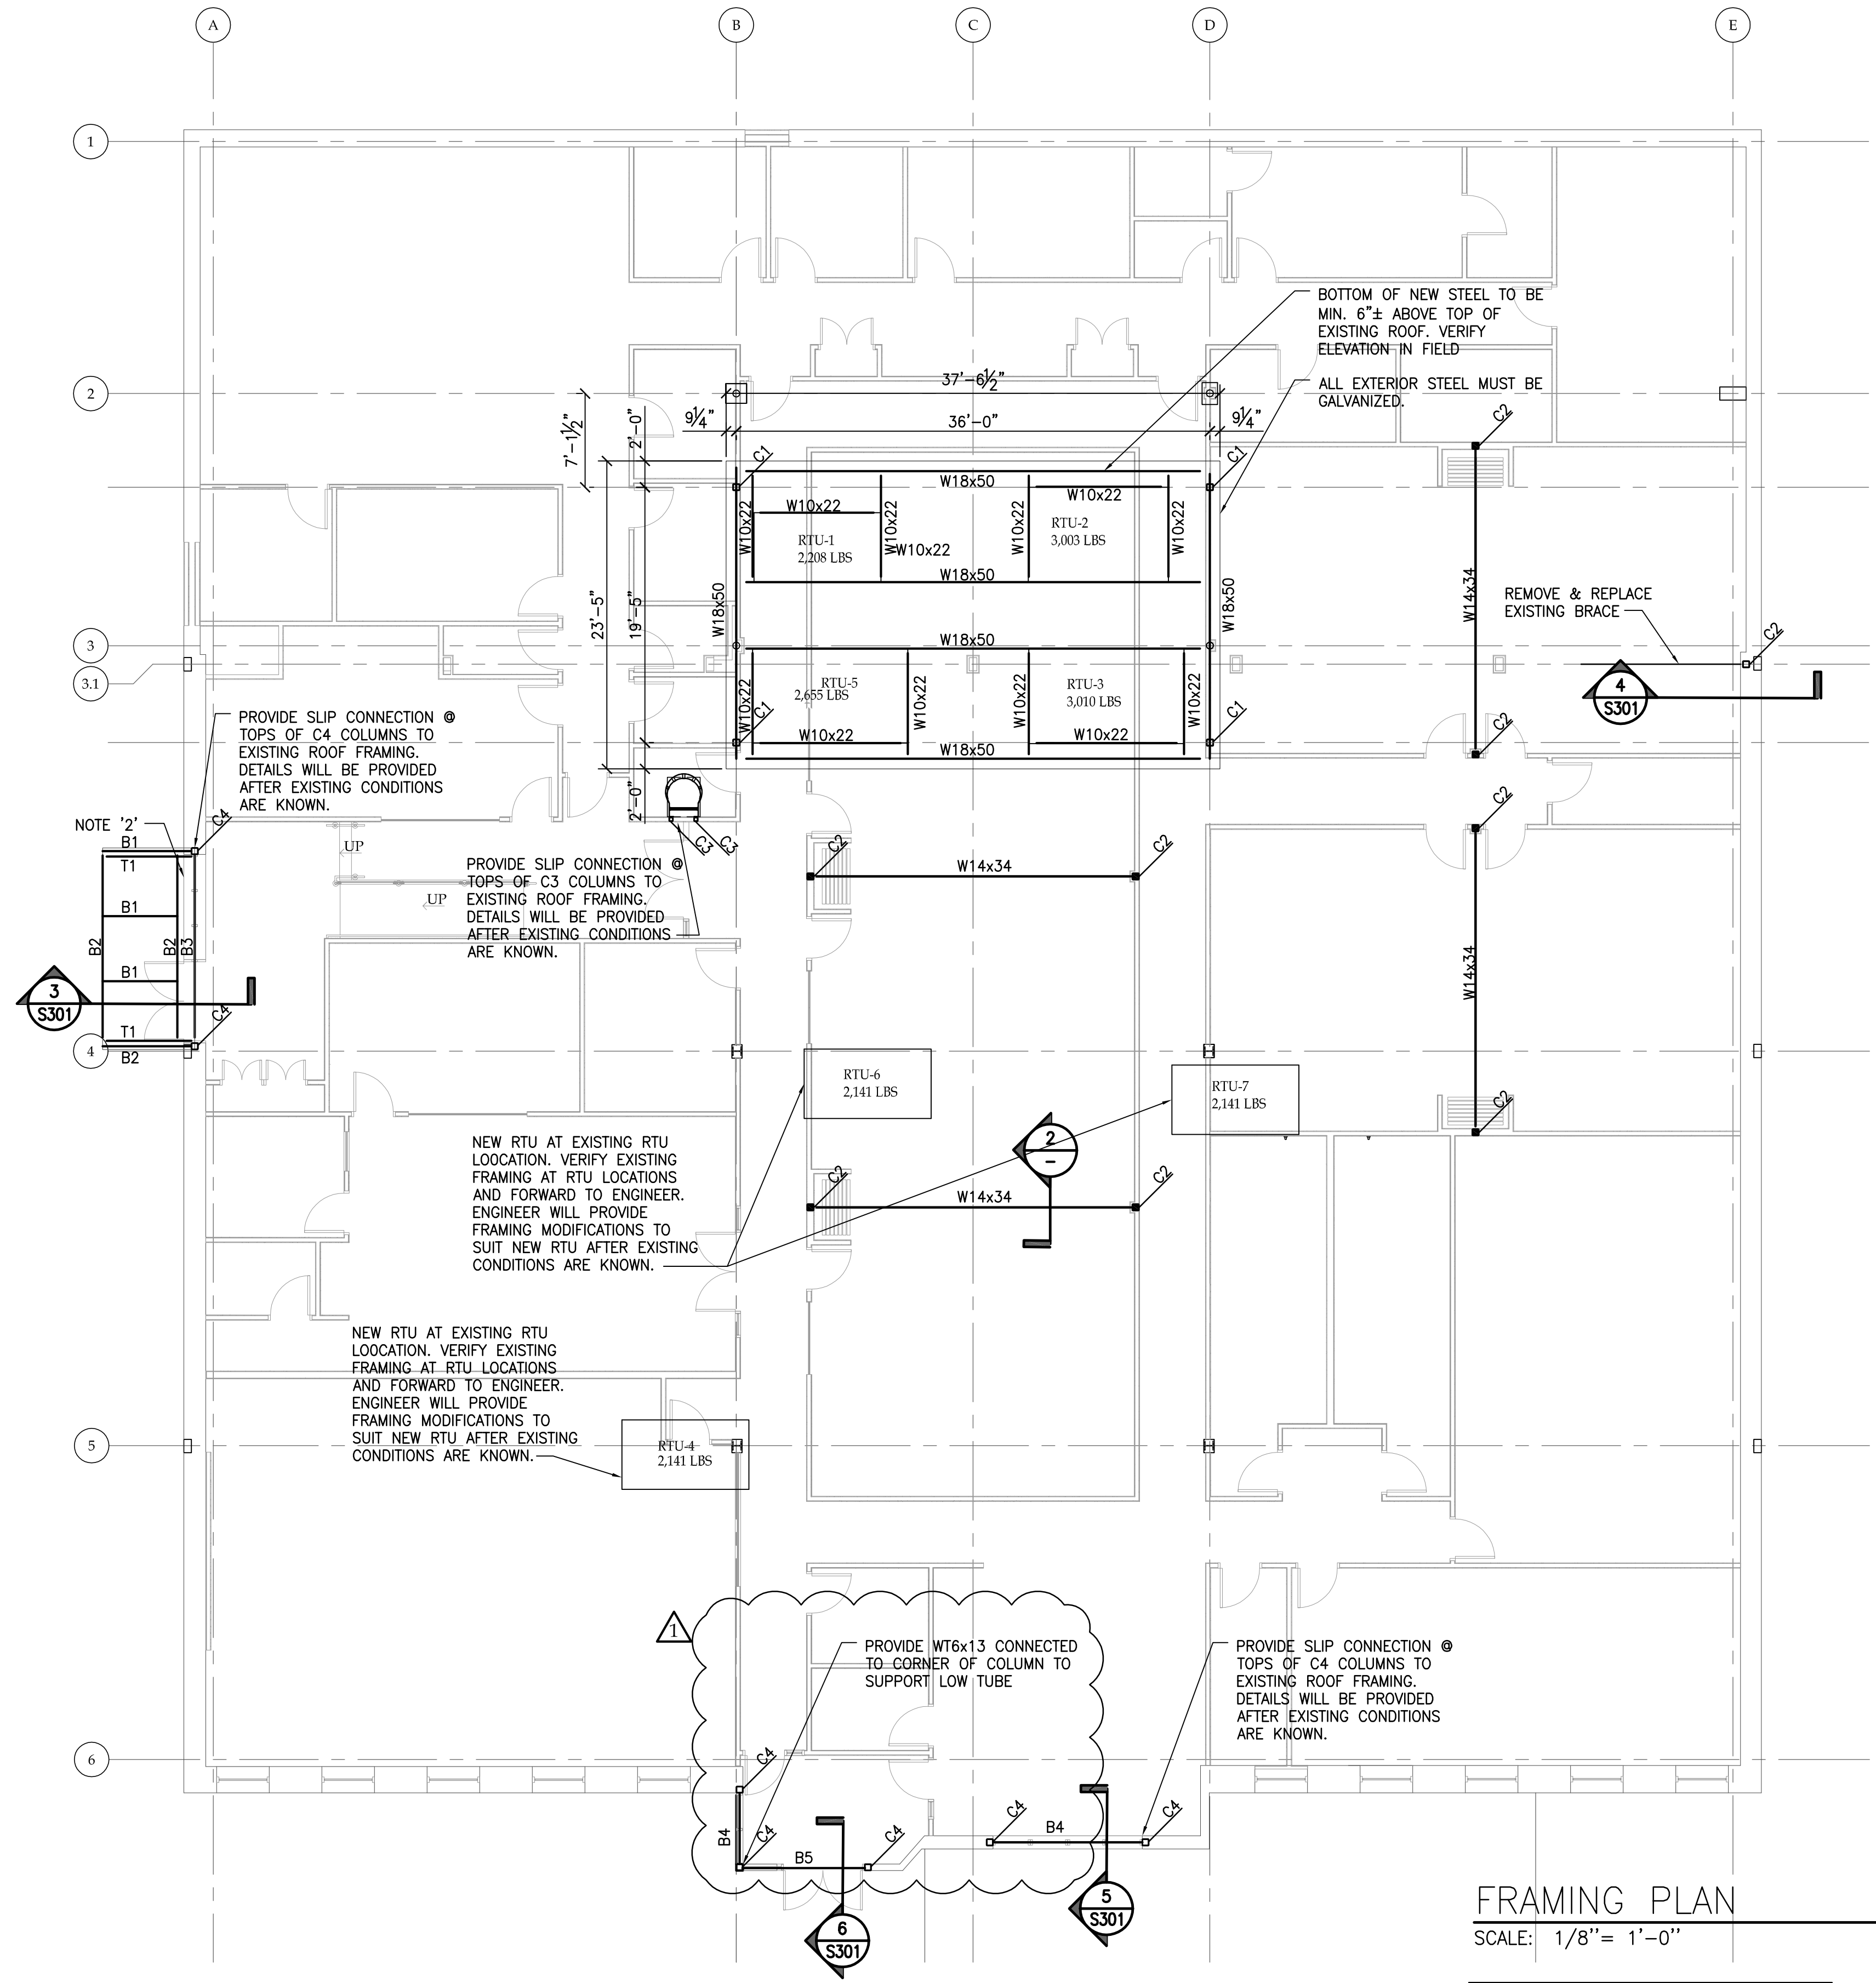 A
B
C
D
E
1
2
3
3.1
4
5
6
BOTTOM OF NEW STEEL TO BE
MIN. 6"± ABOVE TOP OF
EXISTING ROOF. VERIFY
ELEVATION IN FIELD
ALL EXTERIOR STEEL MUST BE
GALVANIZED.
37'-6½"
9¼"
36'-0"
9¼"
7'-1½"
2'-0"
23'-5"
19'-5"
2'-0"
C1
C1
C1
C1
W18x50
W18x50
W18x50
W18x50
W18x50
W18x50
W10x22
W10x22
W10x22
W10x22
W10x22
W10x22
W10x22
W10x22
W10x22
W10x22
W10x22
W10x22
W10x22
RTU-1
2,208 LBS
RTU-2
3,003 LBS
RTU-5
2,655 LBS
RTU-3
3,010 LBS
C2
W14x34
C2
REMOVE & REPLACE
EXISTING BRACE
C2
4
S301
C2
W14x34
C2
PROVIDE SLIP CONNECTION @
TOPS OF C4 COLUMNS TO
EXISTING ROOF FRAMING.
DETAILS WILL BE PROVIDED
AFTER EXISTING CONDITIONS
ARE KNOWN.
NOTE '2'
C4
B1
T1
B1
B2
B2
B3
B1
T1
B2
C4
3
S301
UP
UP
C3
C3
PROVIDE SLIP CONNECTION @
TOPS OF C3 COLUMNS TO
EXISTING ROOF FRAMING.
DETAILS WILL BE PROVIDED
AFTER EXISTING CONDITIONS
ARE KNOWN.
C2
W14x34
C2
C2
W14x34
C2
RTU-6
2,141 LBS
RTU-7
2,141 LBS
2
-
NEW RTU AT EXISTING RTU
LOOCATION. VERIFY EXISTING
FRAMING AT RTU LOCATIONS
AND FORWARD TO ENGINEER.
ENGINEER WILL PROVIDE
FRAMING MODIFICATIONS TO
SUIT NEW RTU AFTER EXISTING
CONDITIONS ARE KNOWN.
NEW RTU AT EXISTING RTU
LOOCATION. VERIFY EXISTING
FRAMING AT RTU LOCATIONS
AND FORWARD TO ENGINEER.
ENGINEER WILL PROVIDE
FRAMING MODIFICATIONS TO
SUIT NEW RTU AFTER EXISTING
CONDITIONS ARE KNOWN.
RTU-4
2,141 LBS
1
PROVIDE WT6x13 CONNECTED
TO CORNER OF COLUMN TO
SUPPORT LOW TUBE
PROVIDE SLIP CONNECTION @
TOPS OF C4 COLUMNS TO
EXISTING ROOF FRAMING.
DETAILS WILL BE PROVIDED
AFTER EXISTING CONDITIONS
ARE KNOWN.
C4
B4
C4
B5
C4
C4
B4
C4
6
S301
5
S301
FRAMING PLAN
SCALE: 1/8"= 1'-0"